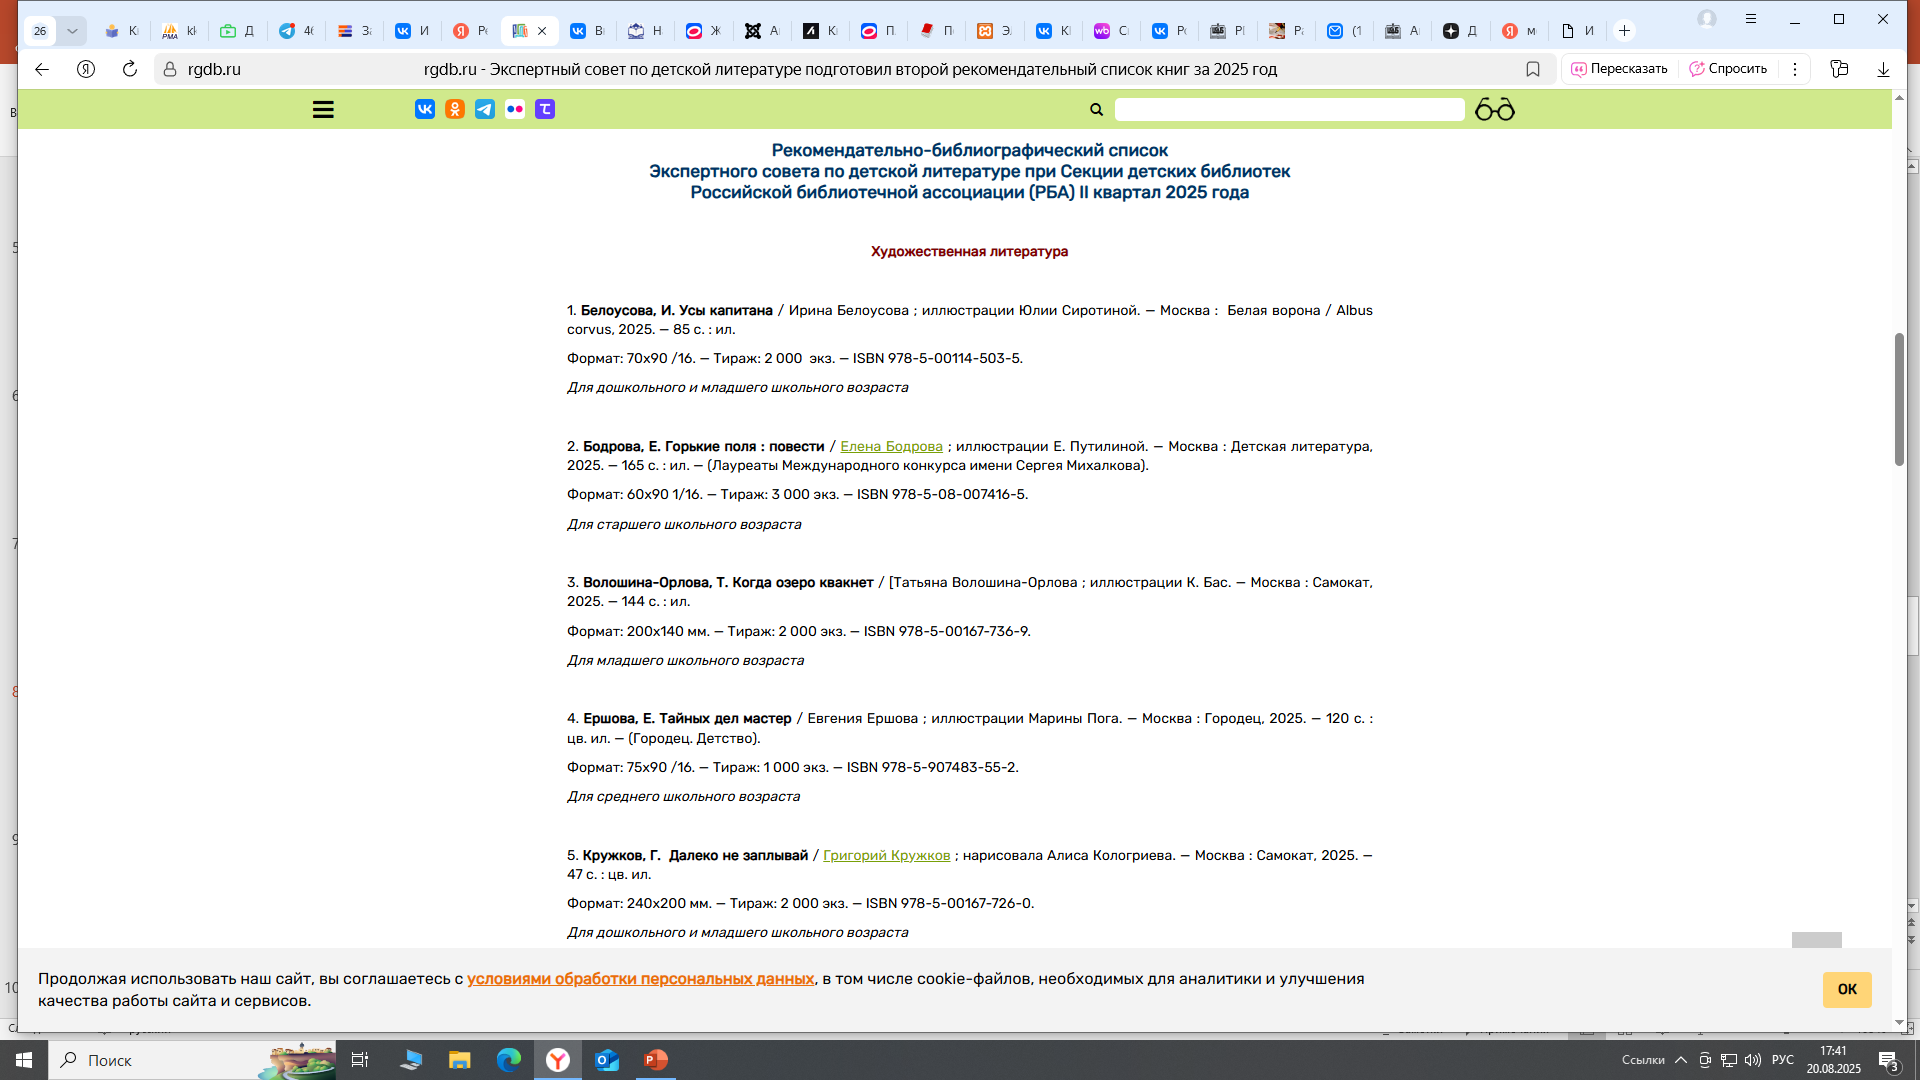 26
rgdb.ru
rgdb.ru - Экспертный совет по детской литературе подготовил второй рекомендательный список книг за 2025 год
Пересказать
Спросить
Рекомендательно-библиографический список
Экспертного совета по детской литературе при Секции детских библиотек
Российской библиотечной ассоциации (РБА) II квартал 2025 года
Художественная литература
1. Белоусова, И. Усы капитана / Ирина Белоусова ; иллюстрации Юлии Сиротиной. — Москва : Белая ворона / Albus
corvus, 2025. — 85 с. : ил.
Формат: 70x90 /16. — Тираж: 2 000 экз. — ISBN 978-5-00114-503-5.
Для дошкольного и младшего школьного возраста
2. Бодрова, Е. Горькие поля : повести / Елена Бодрова ; иллюстрации Е. Путилиной. — Москва : Детская литература,
2025. — 165 с. : ил. — (Лауреаты Международного конкурса имени Сергея Михалкова).
Формат: 60x90 1/16. — Тираж: 3 000 экз. — ISBN 978-5-08-007416-5.
Для старшего школьного возраста
3. Волошина-Орлова, Т. Когда озеро квакнет / [Татьяна Волошина-Орлова ; иллюстрации К. Бас. — Москва : Самокат,
2025. — 144 с. : ил.
Формат: 200x140 мм. — Тираж: 2 000 экз. — ISBN 978-5-00167-736-9.
Для младшего школьного возраста
4. Ершова, Е. Тайных дел мастер / Евгения Ершова ; иллюстрации Марины Пога. — Москва : Городец, 2025. — 120 с. :
цв. ил. — (Городец. Детство).
Формат: 75x90 /16. — Тираж: 1 000 экз. — ISBN 978-5-907483-55-2.
Для среднего школьного возраста
5. Кружков, Г. Далеко не заплывай / Григорий Кружков ; нарисовала Алиса Кологриева. — Москва : Самокат, 2025. —
47 с. : цв. ил.
Формат: 240x200 мм. — Тираж: 2 000 экз. — ISBN 978-5-00167-726-0.
Для дошкольного и младшего школьного возраста
Продолжая использовать наш сайт, вы соглашаетесь с условиями обработки персональных данных, в том числе cookie-файлов, необходимых для аналитики и улучшения
качества работы сайта и сервисов.
ОК
Поиск
Ссылки
РУС
17:41
20.08.2025
3